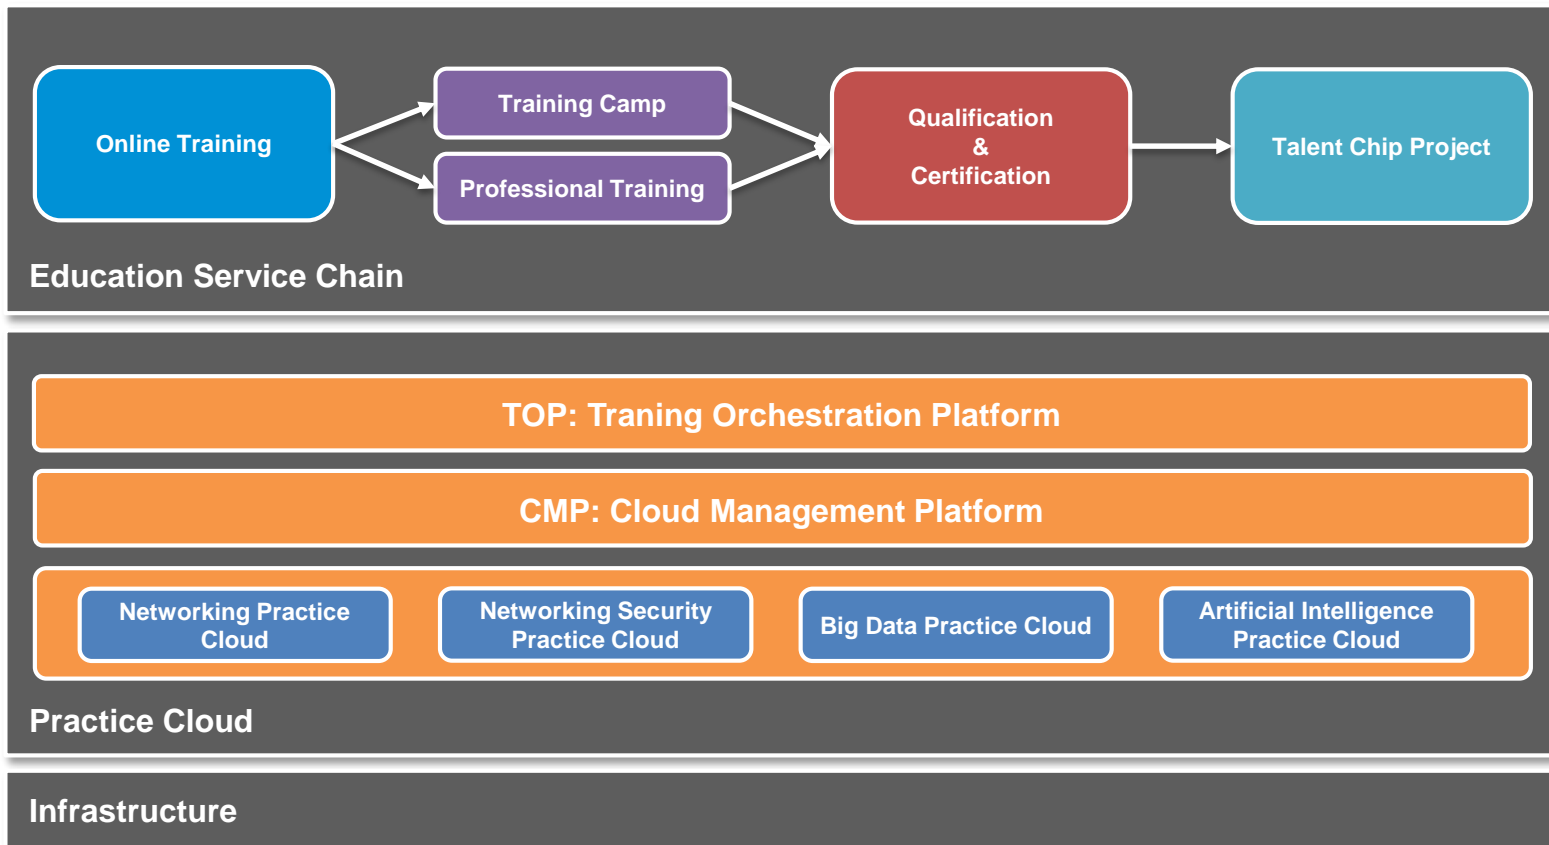 Online Training
Training Camp
Professional Training
Qualification
&
Certification
Talent Chip Project
Education Service Chain
TOP: Traning Orchestration Platform
CMP: Cloud Management Platform
Networking Practice
Cloud
Networking Security
Practice Cloud
Big Data Practice Cloud
Artificial Intelligence
Practice Cloud
Practice Cloud
Infrastructure